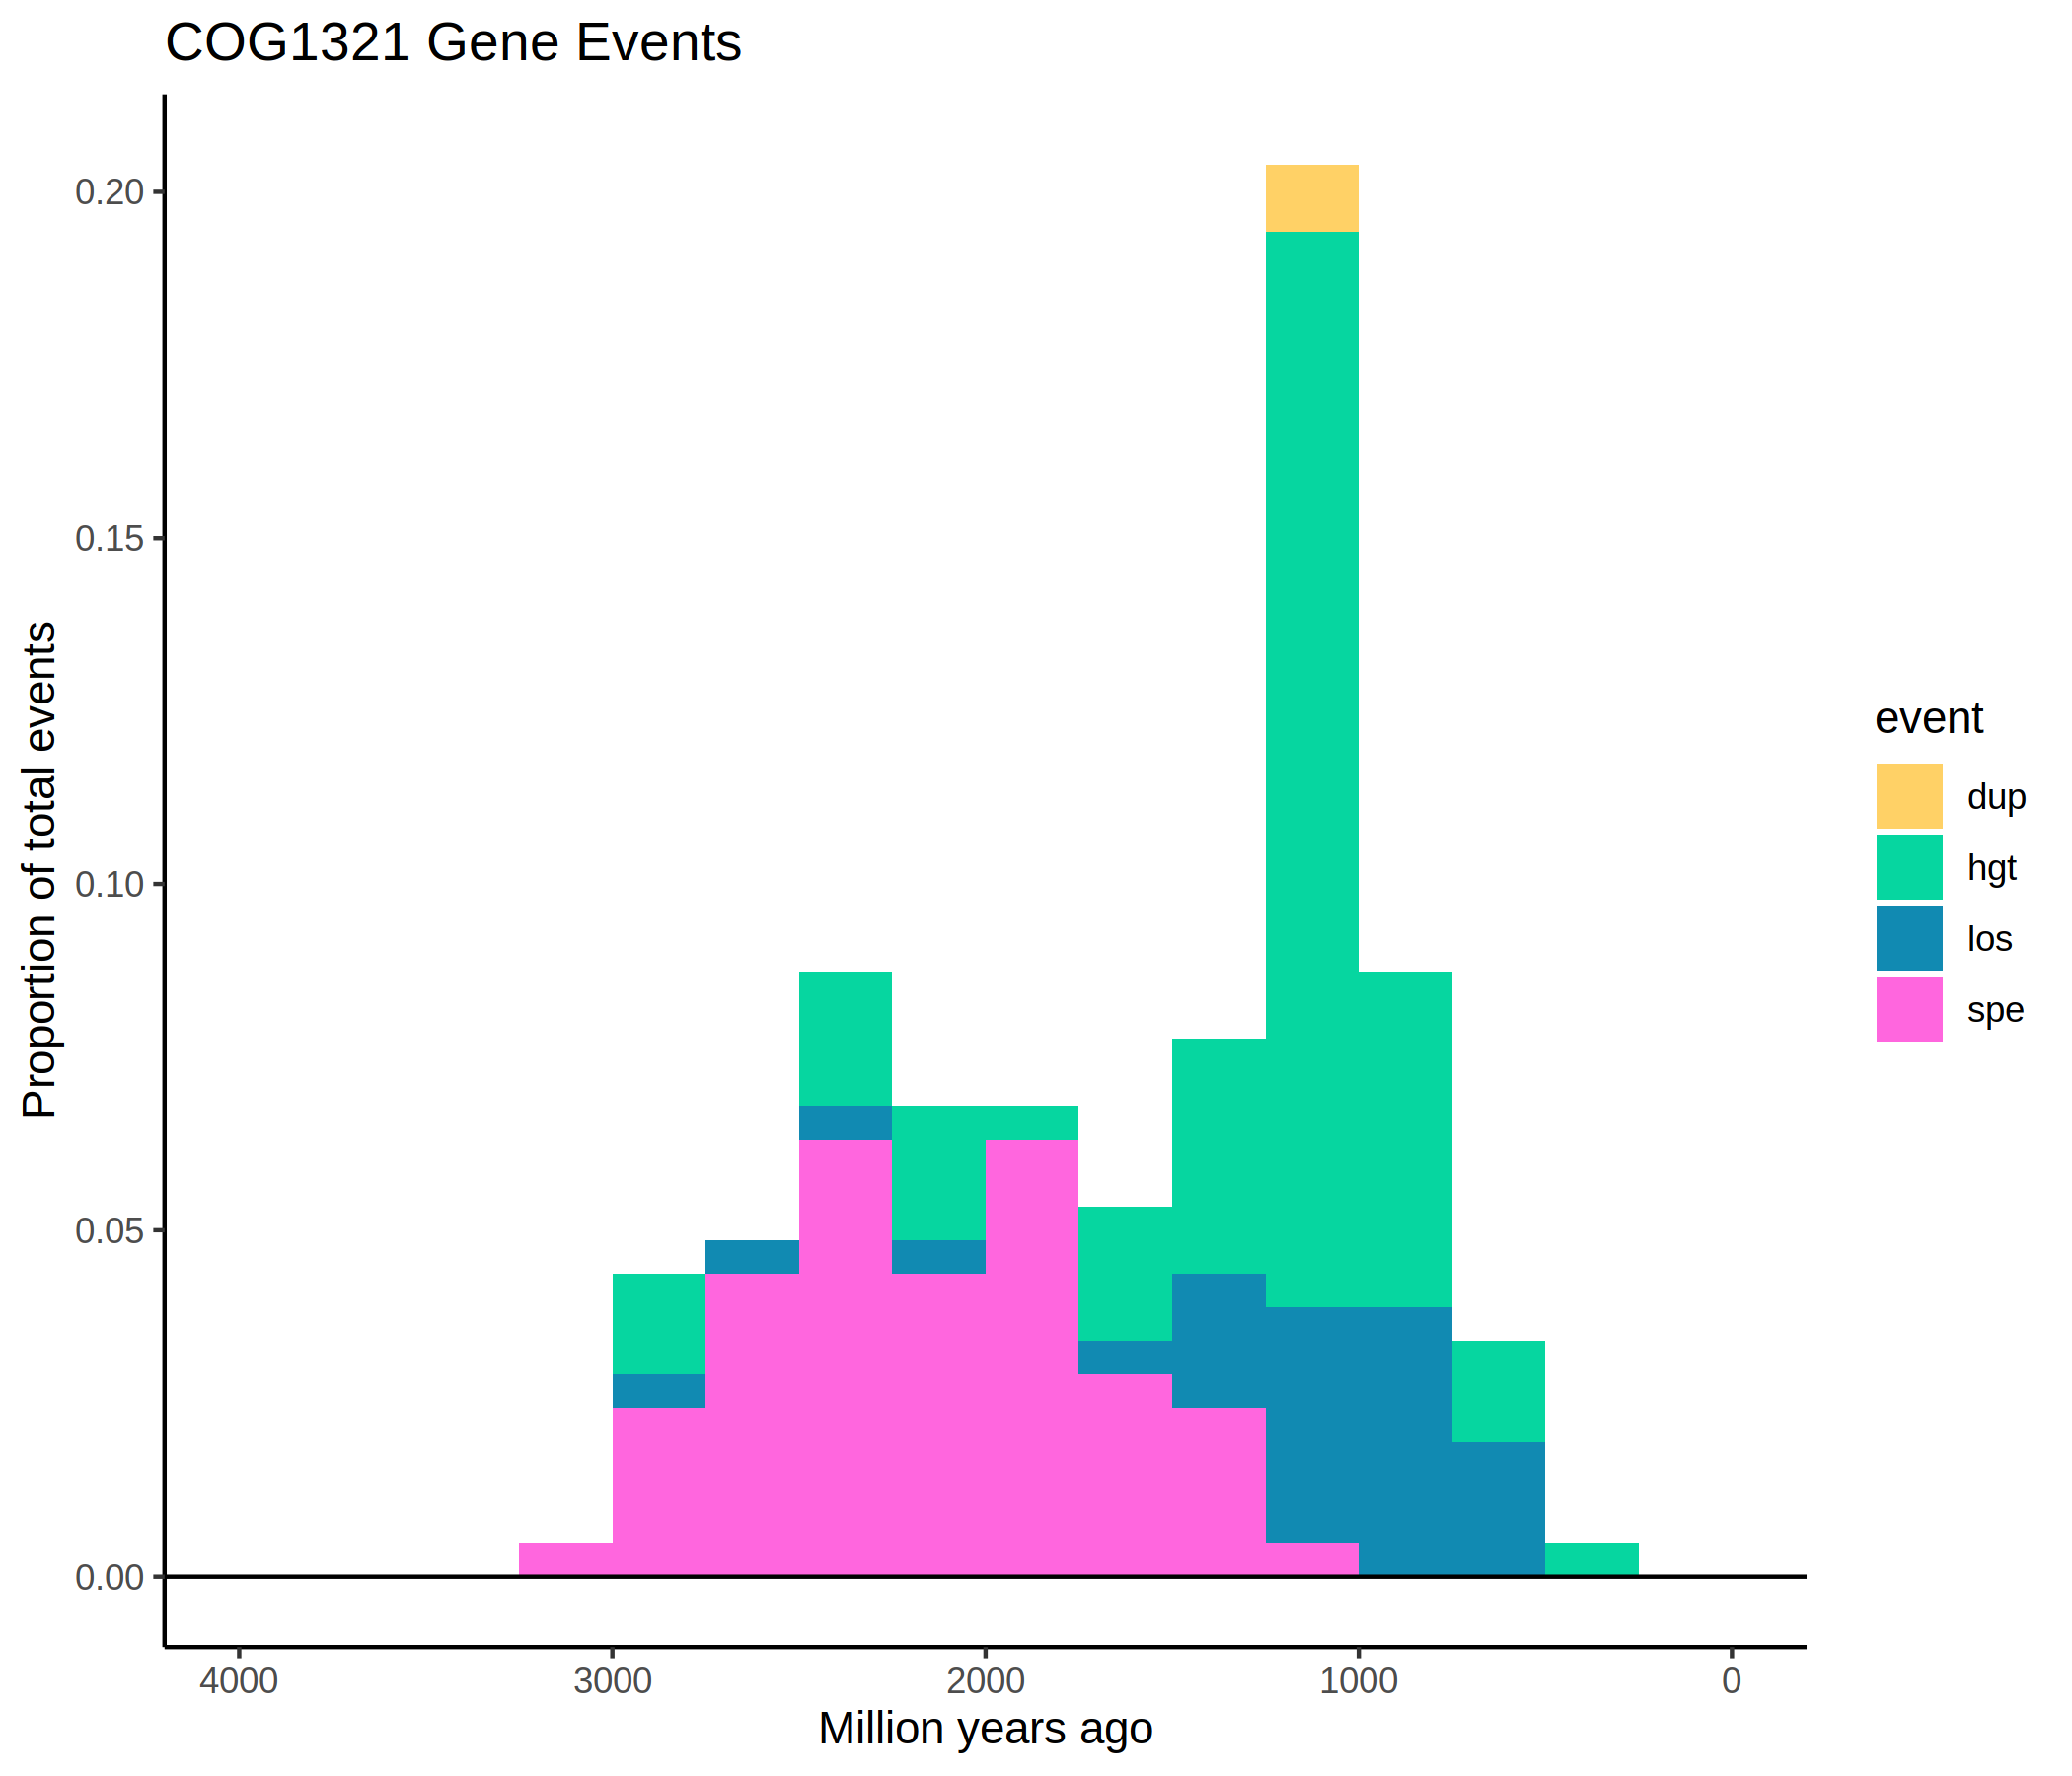 COG1321 Gene Events
Proportion of total events
0.20
0.15
0.10
0.05
0.00
4000 3000 2000 1000 0
Million years ago
event
dup
hgt
los
spe